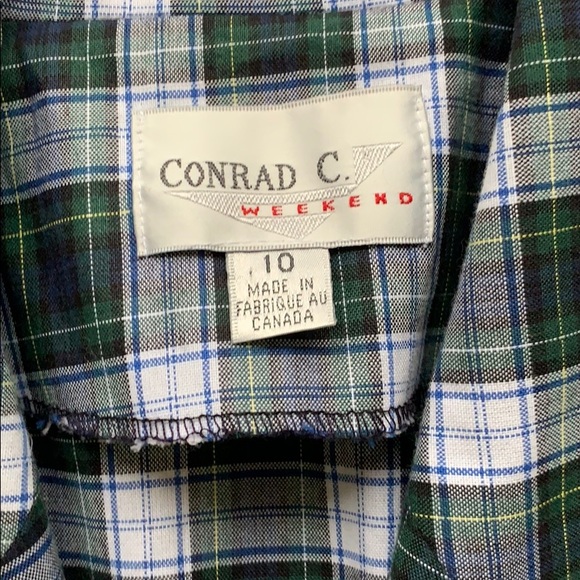 CONRAD C.
WEEKEND
10
MADE IN
FABRIQUE AU
CANADA